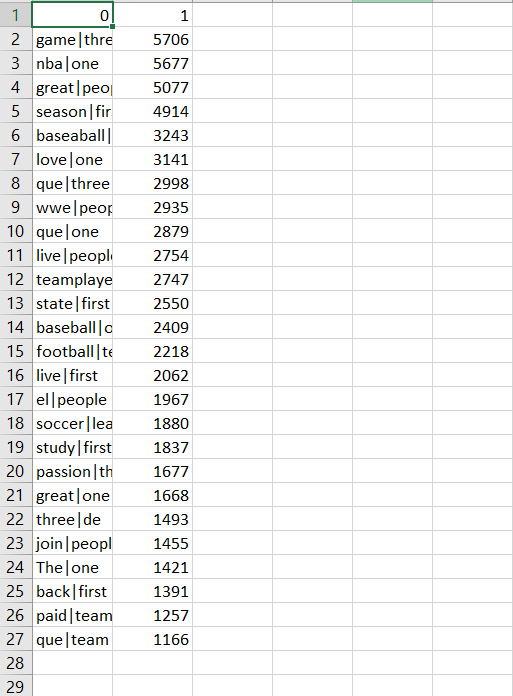 1 0 1
2 game|thre 5706
3 nba|one 5677
4 great|peo 5077
5 season|fir 4914
6 baseaball| 3243
7 love|one 3141
8 que|three 2998
9 wwe|peop 2935
10 que|one 2879
11 live|people 2754
12 teamplaye 2747
13 state|first 2550
14 baseball|o 2409
15 football|te 2218
16 live|first 2062
17 el|people 1967
18 soccer|lea 1880
19 study|first 1837
20 passion|th 1677
21 great|one 1668
22 three|de 1493
23 join|peopl 1455
24 The|one 1421
25 back|first 1391
26 paid|team 1257
27 que|team 1166
28
29